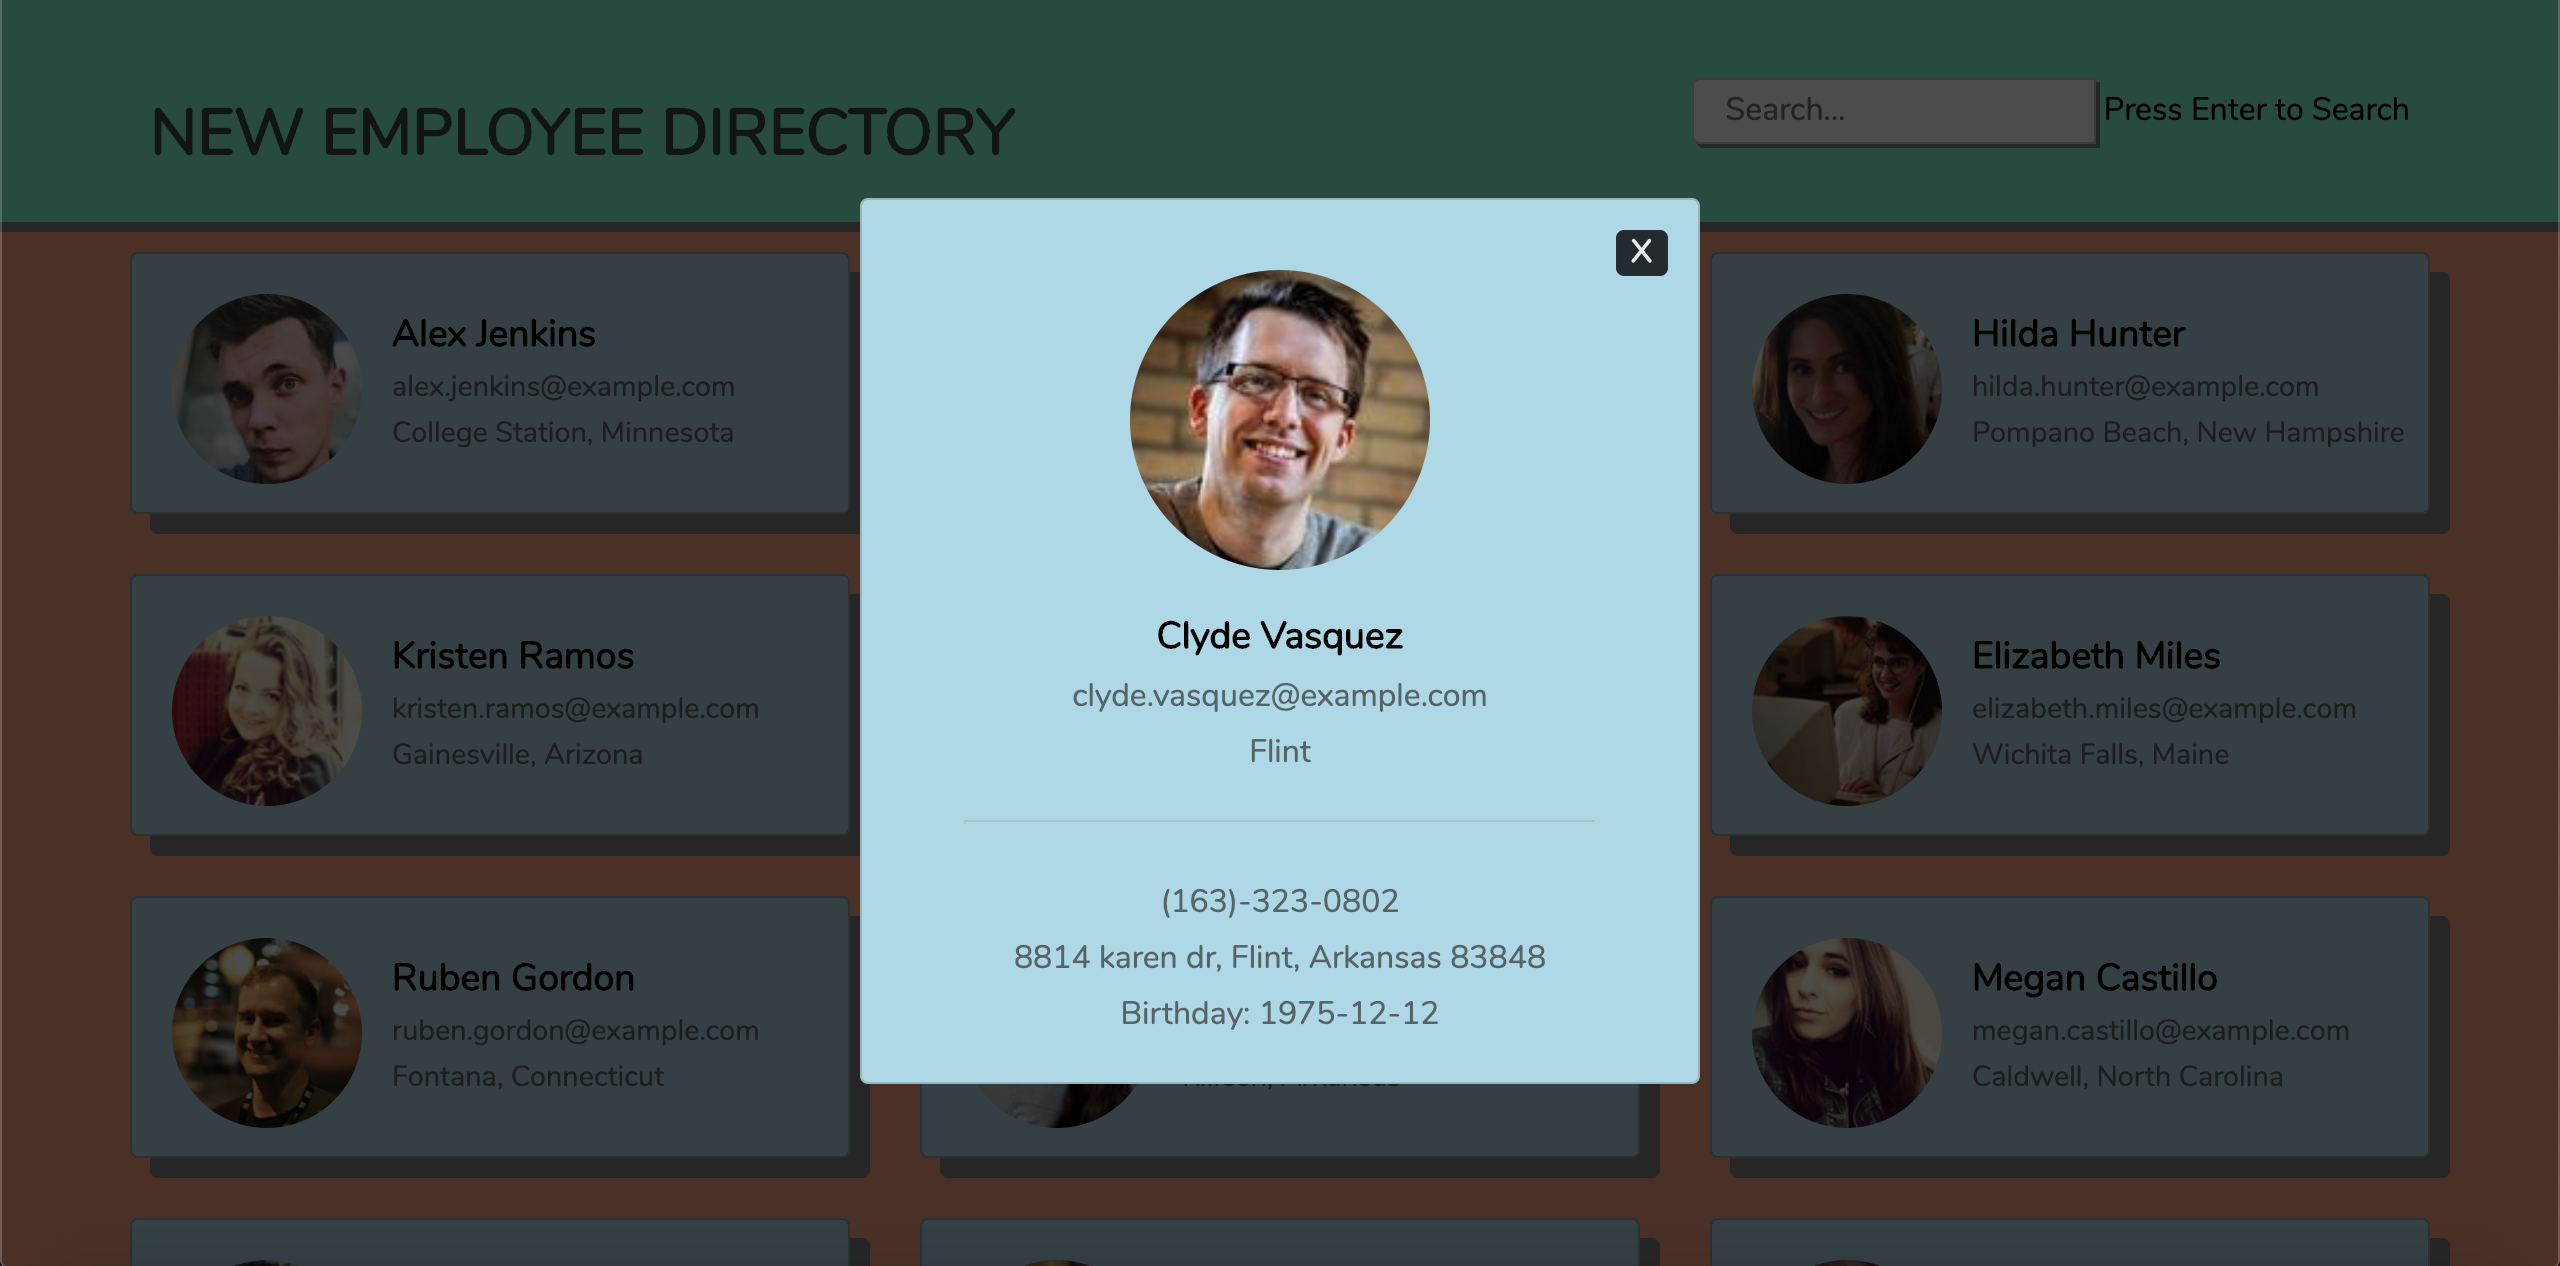 NEW EMPLOYEE DIRECTORY
Search...
Press Enter to Search
Alex Jenkins
alex.jenkins@example.com
College Station, Minnesota
Hilda Hunter
hilda.hunter@example.com
Pompano Beach, New Hampshire
Kristen Ramos
kristen.ramos@example.com
Gainesville, Arizona
Elizabeth Miles
elizabeth.miles@example.com
Wichita Falls, Maine
Ruben Gordon
ruben.gordon@example.com
Fontana, Connecticut
Megan Castillo
megan.castillo@example.com
Caldwell, North Carolina
X
Clyde Vasquez
clyde.vasquez@example.com
Flint
(163)-323-0802
8814 karen dr, Flint, Arkansas 83848
Birthday: 1975-12-12